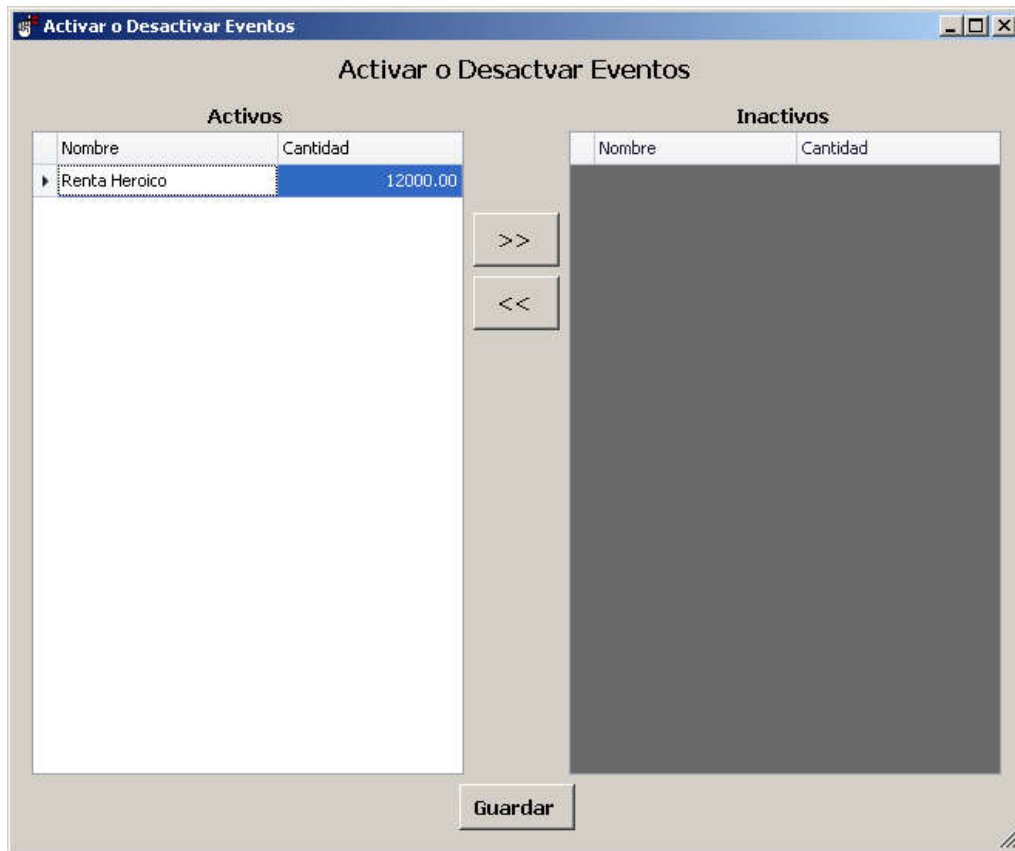 Activar o Desactivar Eventos
Activar o Desactvar Eventos
Activos
Inactivos
Nombre Cantidad
Nombre Cantidad
Renta Heroico 12000.00
>>
<<
Guardar